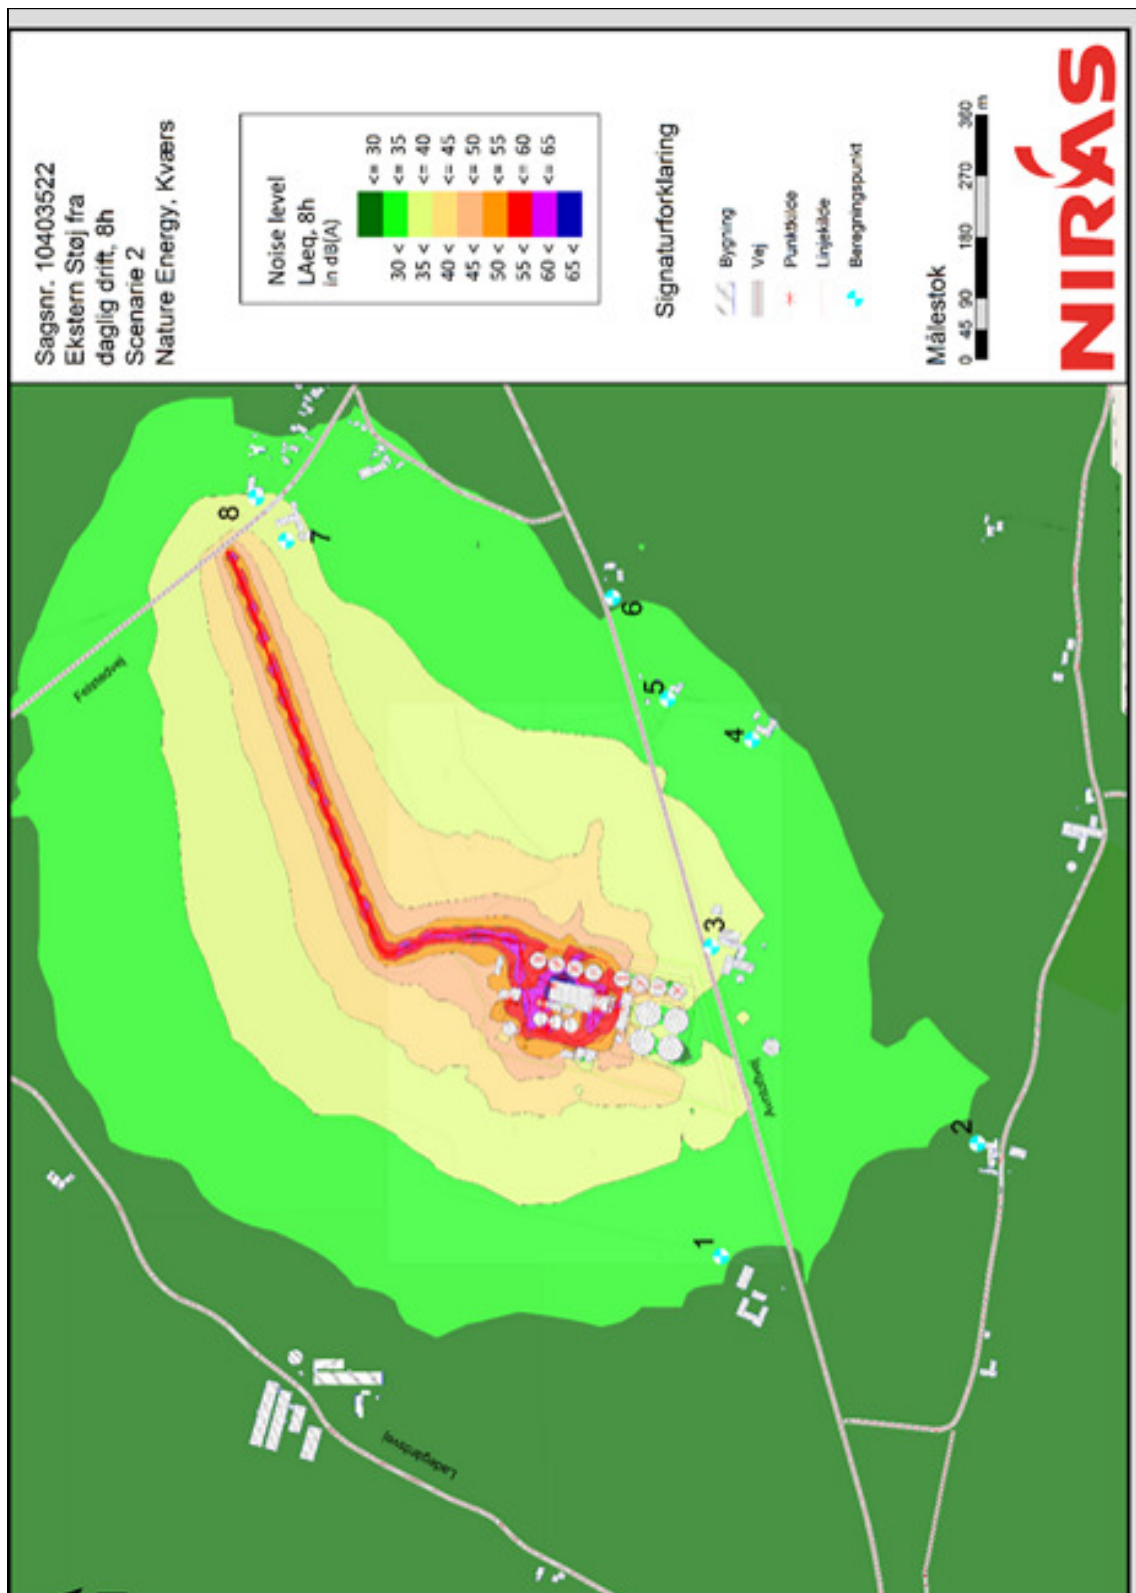 Sagsnr. 10403522
Ekstern Støj fra
daglig drift, 8h
Scenarie 2
Nature Energy, Kværs
Noise level
LAeq, 8h
in dB(A)
<= 30
30 < <= 35
35 < <= 40
40 < <= 45
45 < <= 50
50 < <= 55
55 < <= 60
60 < <= 65
65 <
Signaturforklaring
Bygning
Vej
Punktkilde
Linjekilde
Beregningspunkt
Målestok
0 45 90 180 270 360
m
NIRAS
Felstedvej
8
7
6
5
4
3
Avntoftvej
2
1
Ladegårdsvej